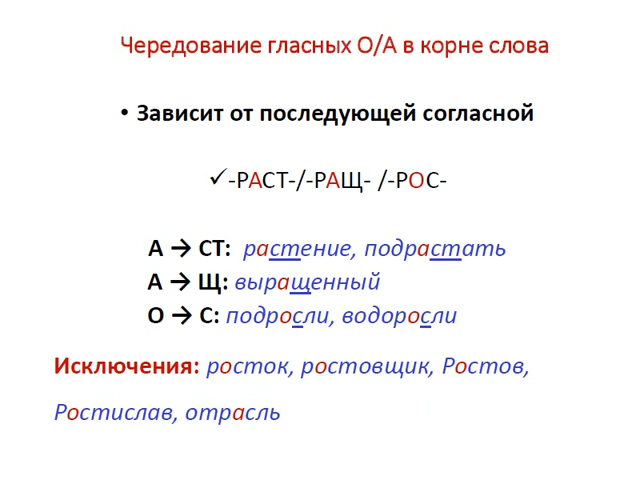 Чередование гласных О/А в корне слова
• Зависит от последующей согласной
✓-РАСТ-/-РАЩ- /-РОС-
А → СТ: растение, подрастать
А → Щ: выращенный
О → С: подросли, водоросли
Исключения: росток, ростовщик, Ростов,
Ростислав, отрасль